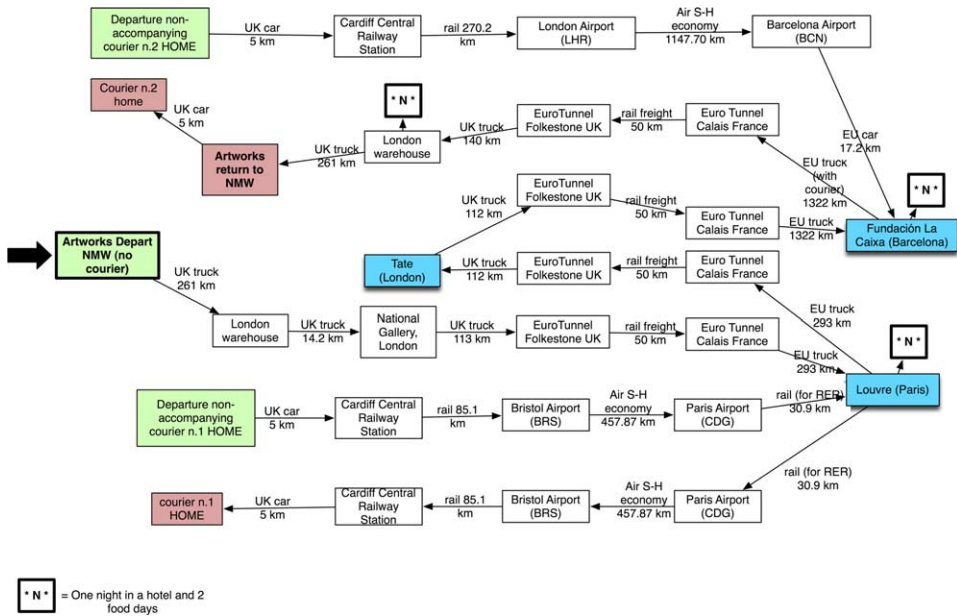 Departure non-
accompanying
courier n.2 HOME
UK car
5 km
Cardiff Central
Railway
Station
rail 270.2
km
London Airport
(LHR)
Air S-H
economy
1147.70 km
Barcelona Airport
(BCN)
Courier n.2
home
UK car
5 km
Artworks
return to
NMW
UK truck
261 km
* N *
London
warehouse
UK truck
140 km
EuroTunnel
Folkestone UK
rail freight
50 km
Euro Tunnel
Calais France
EU car
17.2 km
EU truck
(with
courier)
1322 km
* N *
UK truck
112 km
EuroTunnel
Folkestone UK
rail freight
50 km
Euro Tunnel
Calais France
EU truck
1322 km
Fundación La
Caixa (Barcelona)
Artworks Depart
NMW (no
courier)
Tate
(London)
UK truck
112 km
EuroTunnel
Folkestone UK
rail freight
50 km
Euro Tunnel
Calais France
EU truck
293 km
UK truck
261 km
London
warehouse
UK truck
14.2 km
National
Gallery,
London
UK truck
113 km
EuroTunnel
Folkestone UK
rail freight
50 km
Euro Tunnel
Calais France
EU truck
293 km
* N *
Louvre (Paris)
Departure non-
accompanying
courier n.1 HOME
UK car
5 km
Cardiff Central
Railway
Station
rail 85.1
km
Bristol Airport
(BRS)
Air S-H
economy
457.87 km
Paris Airport
(CDG)
rail (for RER)
30.9 km
rail (for RER)
30.9 km
courier n.1
HOME
UK car
5 km
Cardiff Central
Railway
Station
rail 85.1
km
Bristol Airport
(BRS)
Air S-H
economy
457.87 km
Paris Airport
(CDG)
* N *
= One night in a hotel and 2
food days